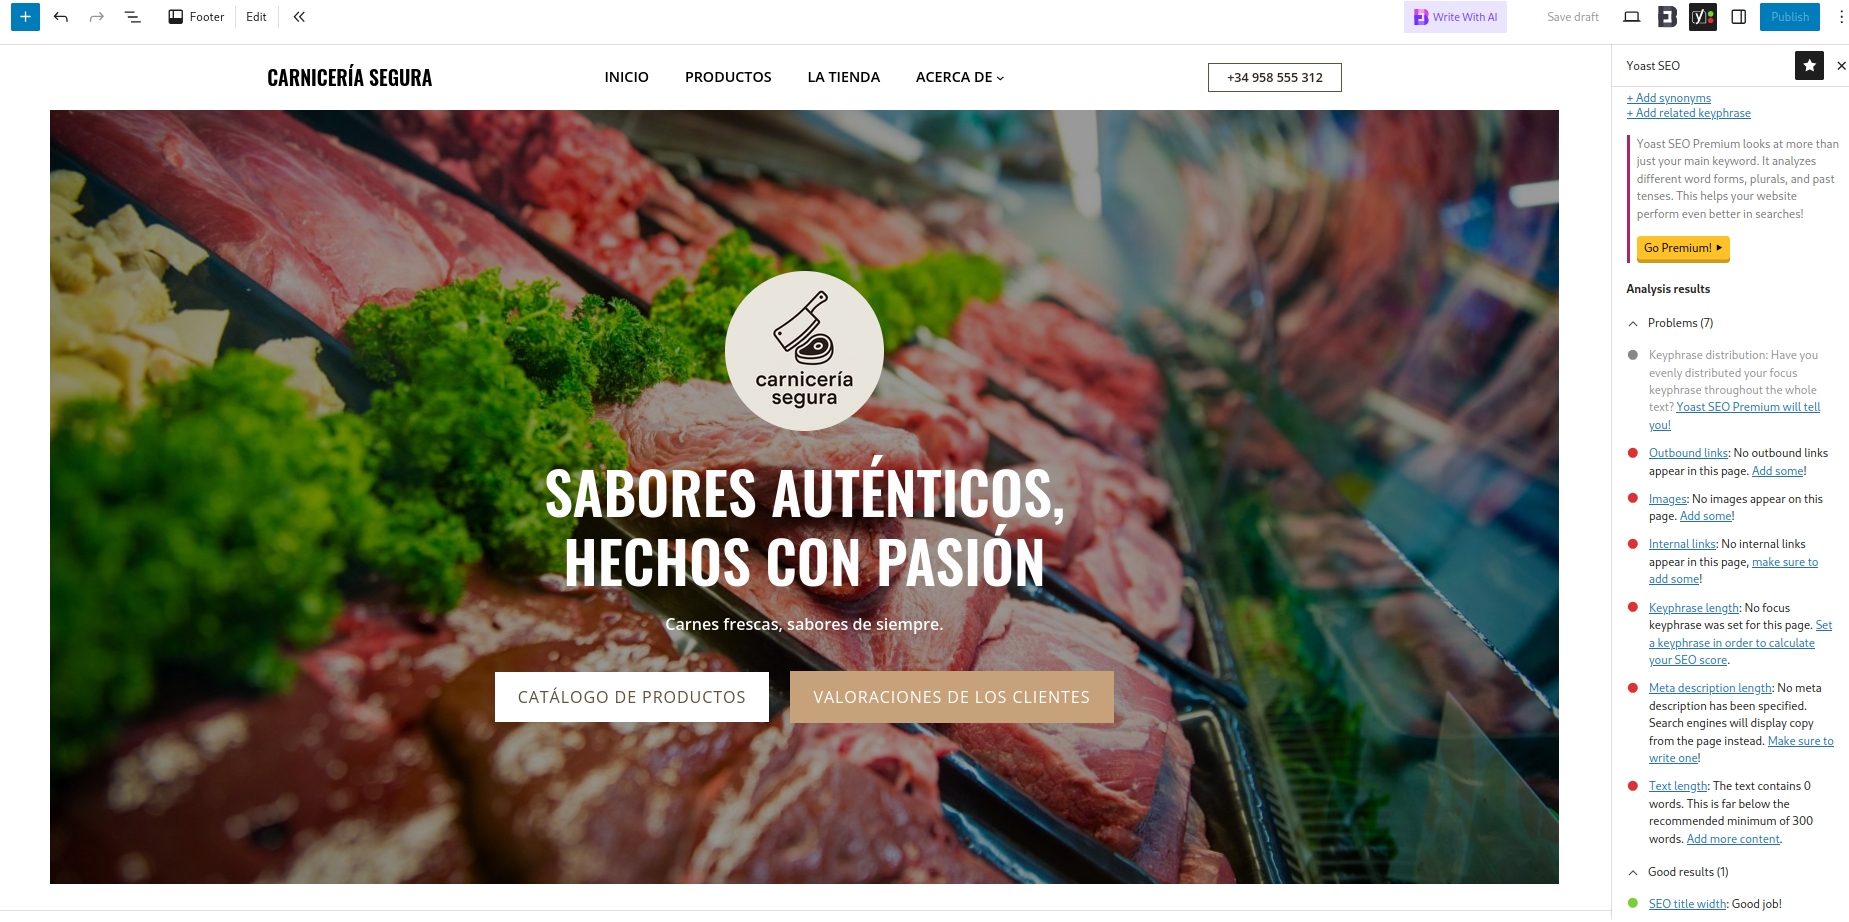 Footer
Edit
Write With AI
Save draft
Publish
CARNICERÍA SEGURA
INICIO
PRODUCTOS
LA TIENDA
ACERCA DE
+34 958 555 312
carnicería
segura
SABORES AUTÉNTICOS,
HECHOS CON PASIÓN
Carnes frescas, sabores de siempre.
CATÁLOGO DE PRODUCTOS
VALORACIONES DE LOS CLIENTES
Yoast SEO
+ Add synonyms
+ Add related keyphrase
Yoast SEO Premium looks at more than
just your main keyword. It analyzes
different word forms, plurals, and past
tenses. This helps your website
perform even better in searches!
Go Premium!
Analysis results
Problems (7)
Keyphrase distribution: Have you
evenly distributed your focus
keyphrase throughout the whole
text? Yoast SEO Premium will tell
you!
Outbound links: No outbound links
appear in this page. Add some!
Images: No images appear on this
page. Add some!
Internal links: No internal links
appear in this page, make sure to
add some!
Keyphrase length: No focus
keyphrase was set for this page. Set
a keyphrase in order to calculate
your SEO score.
Meta description length: No meta
description has been specified.
Search engines will display copy
from the page instead. Make sure to
write one!
Text length: The text contains 0
words. This is far below the
recommended minimum of 300
words. Add more content.
Good results (1)
SEO title width: Good job!